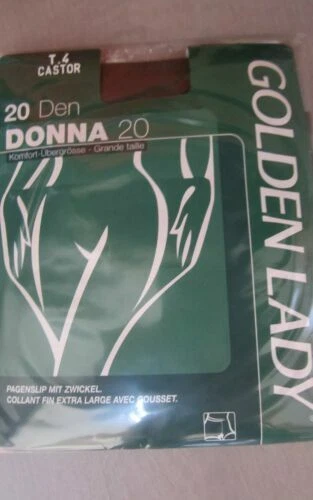 T.4
CASTOR
20 Den
DONNA 20
Komfort-Übergrösse - Grande taille
GOLDEN LADY
PAGENSLIP MIT ZWICKEL.
COLLANT FIN EXTRA LARGE AVEC GOUSSET.